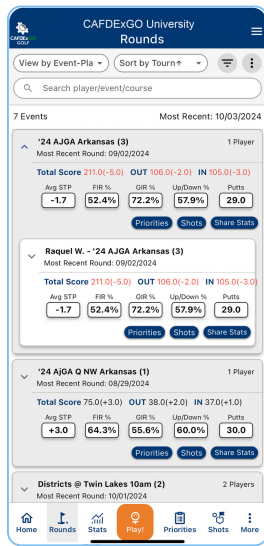 CAFDExGO University
CAFDExGO
GOLF
Rounds
View by Event-Pla
Sort by Tourn↑
Search player/event/course
7 Events Most Recent: 10/03/2024
'24 AJGA Arkansas (3) 1 Player
Most Recent Round: 09/02/2024
Total Score 211.0(-5.0) OUT 106.0(-2.0) IN 105.0(-3.0)
Avg STP FIR % GIR % Up/Down % Putts
-1.7 52.4% 72.2% 57.9% 29.0
Priorities Shots Share Stats
Raquel W. - '24 AJGA Arkansas (3)
Most Recent Round: 09/02/2024
Total Score 211.0(-5.0) OUT 106.0(-2.0) IN 105.0(-3.0)
Avg STP FIR % GIR % Up/Down % Putts
-1.7 52.4% 72.2% 57.9% 29.0
Priorities Shots Share Stats
'24 AJGA Q NW Arkansas (1) 1 Player
Most Recent Round: 08/29/2024
Total Score 75.0(+3.0) OUT 38.0(+2.0) IN 37.0(+1.0)
Avg STP FIR % GIR % Up/Down % Putts
+3.0 64.3% 55.6% 60.0% 30.0
Priorities Shots Share Stats
Districts @ Twin Lakes 10am (2) 2 Players
Most Recent Round: 10/01/2024
Home Rounds Stats Play! Priorities Shots More